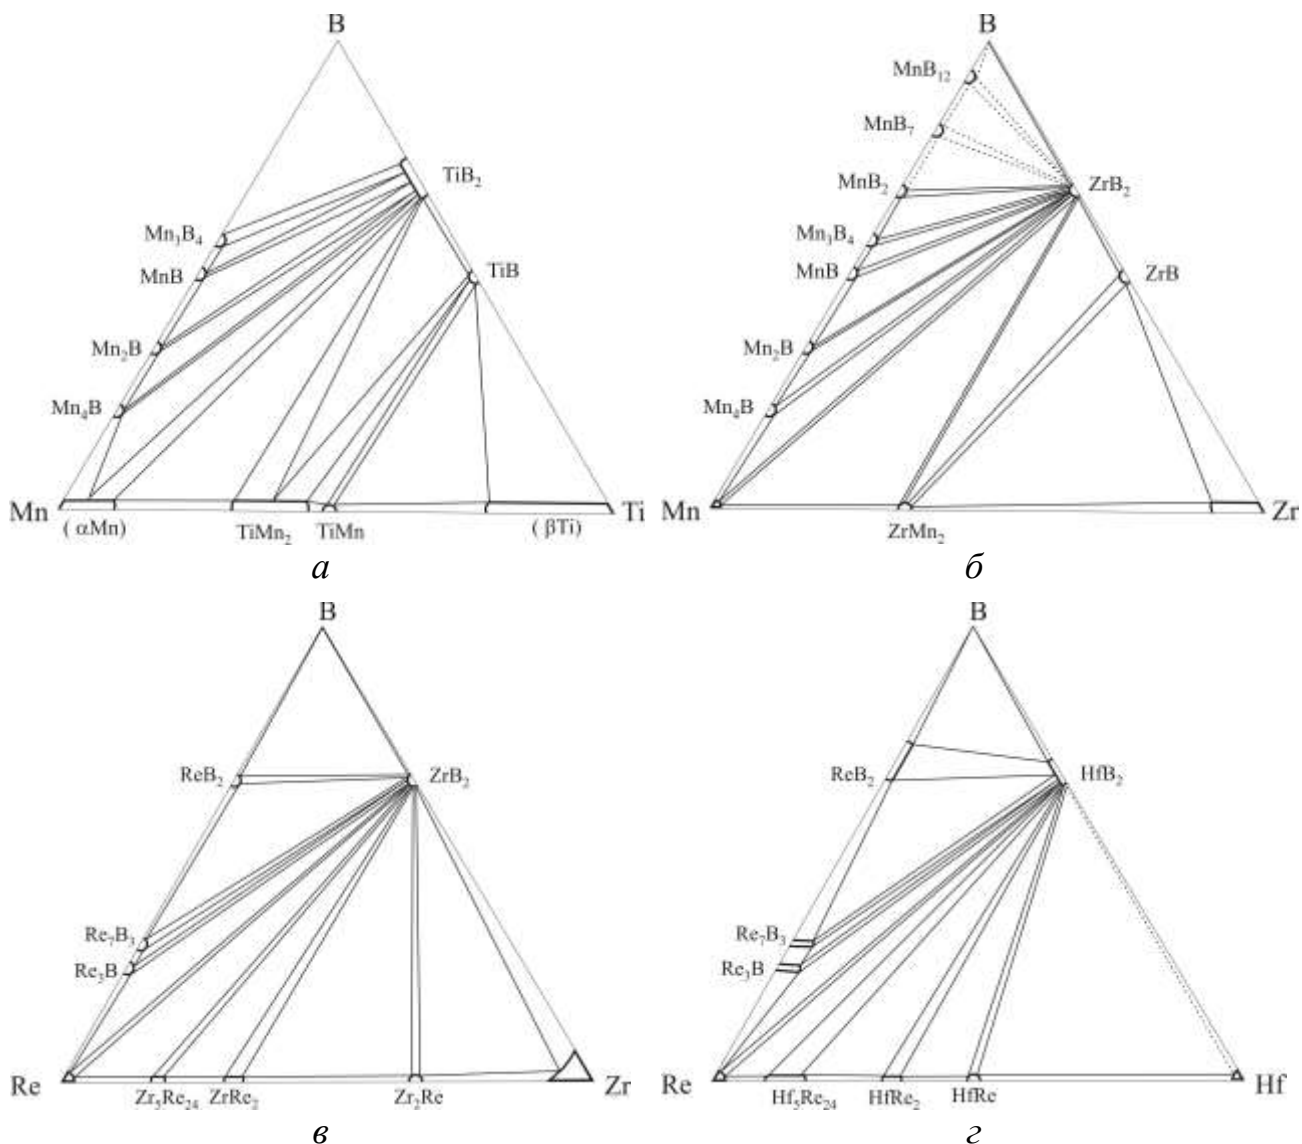 B
TiB₂
Mn₃B₄
MnB
TiB
Mn₂B
Mn₄B
Mn
Ti
( αMn)
TiMn₂
TiMn
( βTi)
а
B
MnB₁₂
MnB₇
MnB₂
ZrB₂
Mn₃B₄
MnB
ZrB
Mn₂B
Mn₄B
Mn
Zr
ZrMn₂
б
B
ReB₂
ZrB₂
Re₇B₃
Re₃B
Re
Zr
Zr₅Re₂₄
ZrRe₂
Zr₂Re
в
B
ReB₂
HfB₂
Re₇B₃
Re₃B
Re
Hf
Hf₅Re₂₄
HfRe₂
HfRe
г